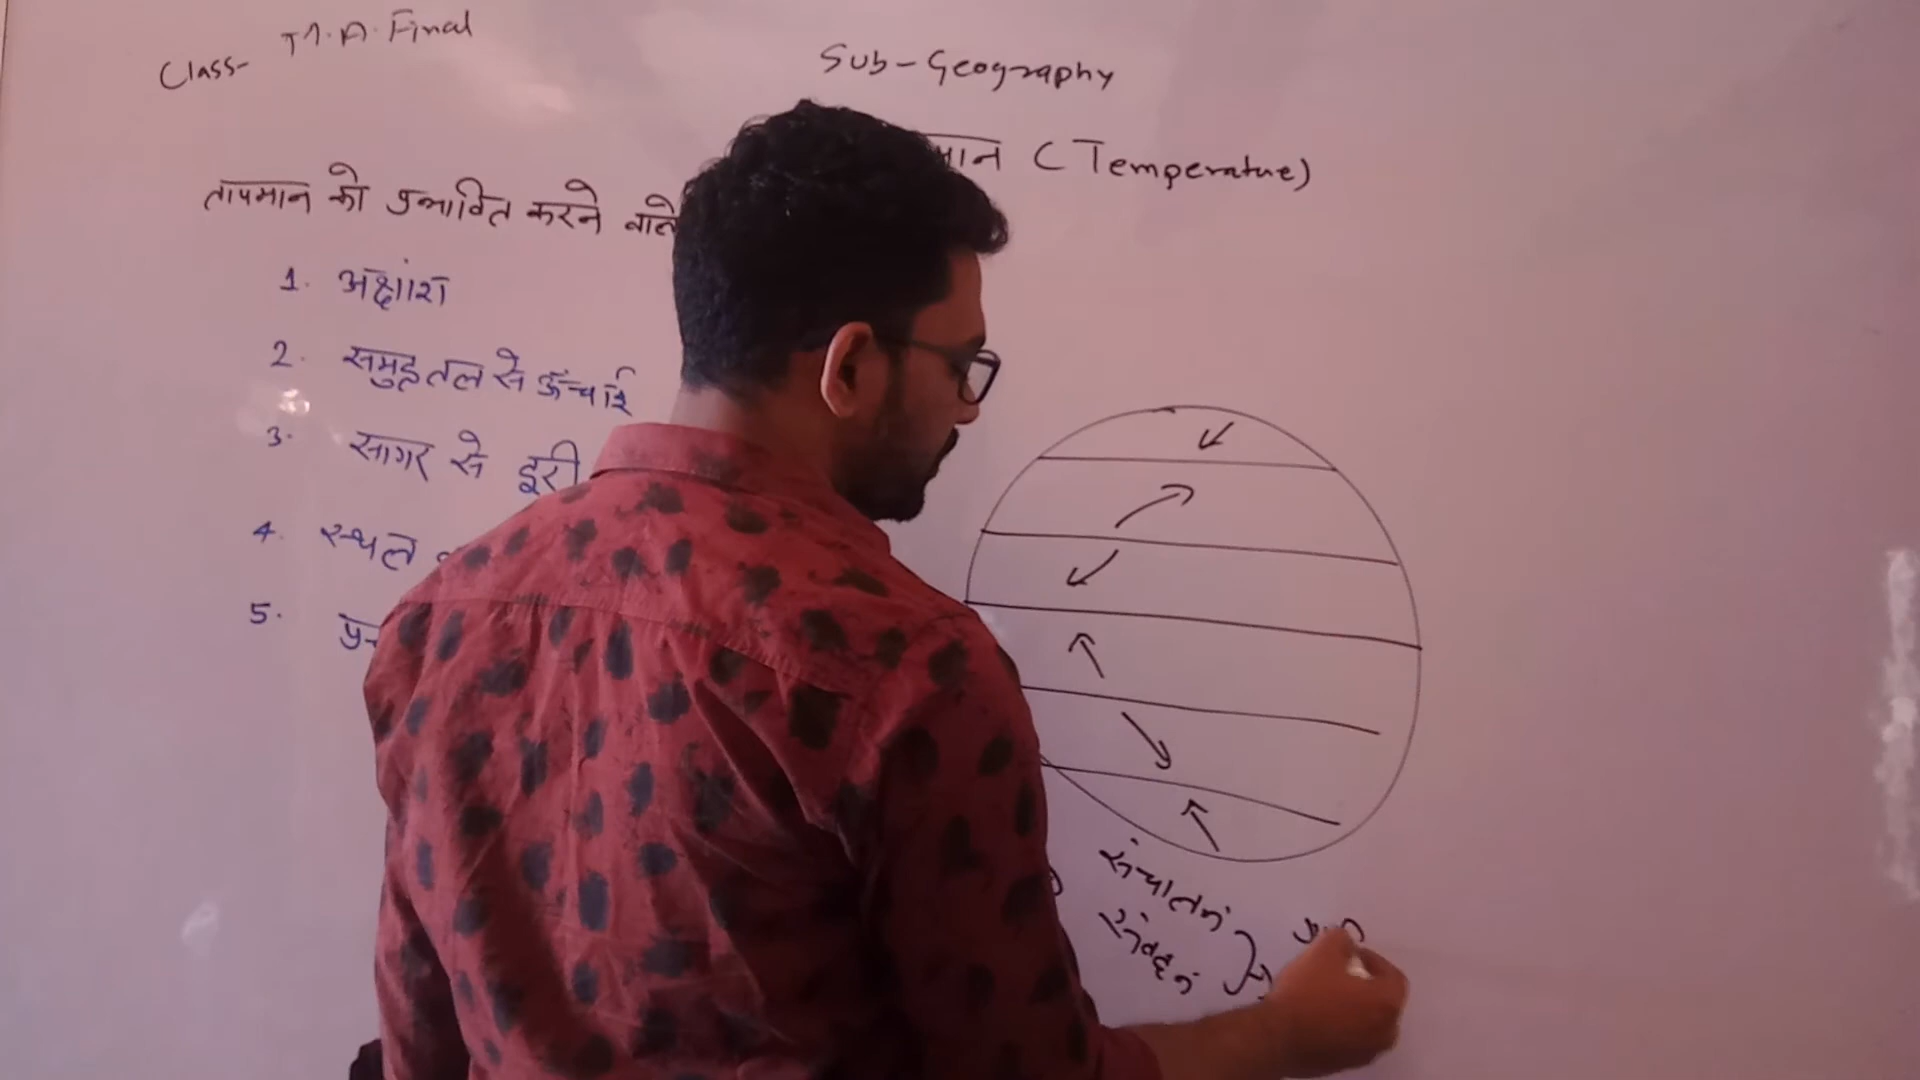 Class- M.A. Final
Sub-Geography
मान (Temperature)
तापमान को प्रभावित करने वाले
1. अक्षांश
2. समुद्रतल से ऊँचाई
3. सागर से दूरी
4. स्थल
5. प्र
संचालन
संवहन